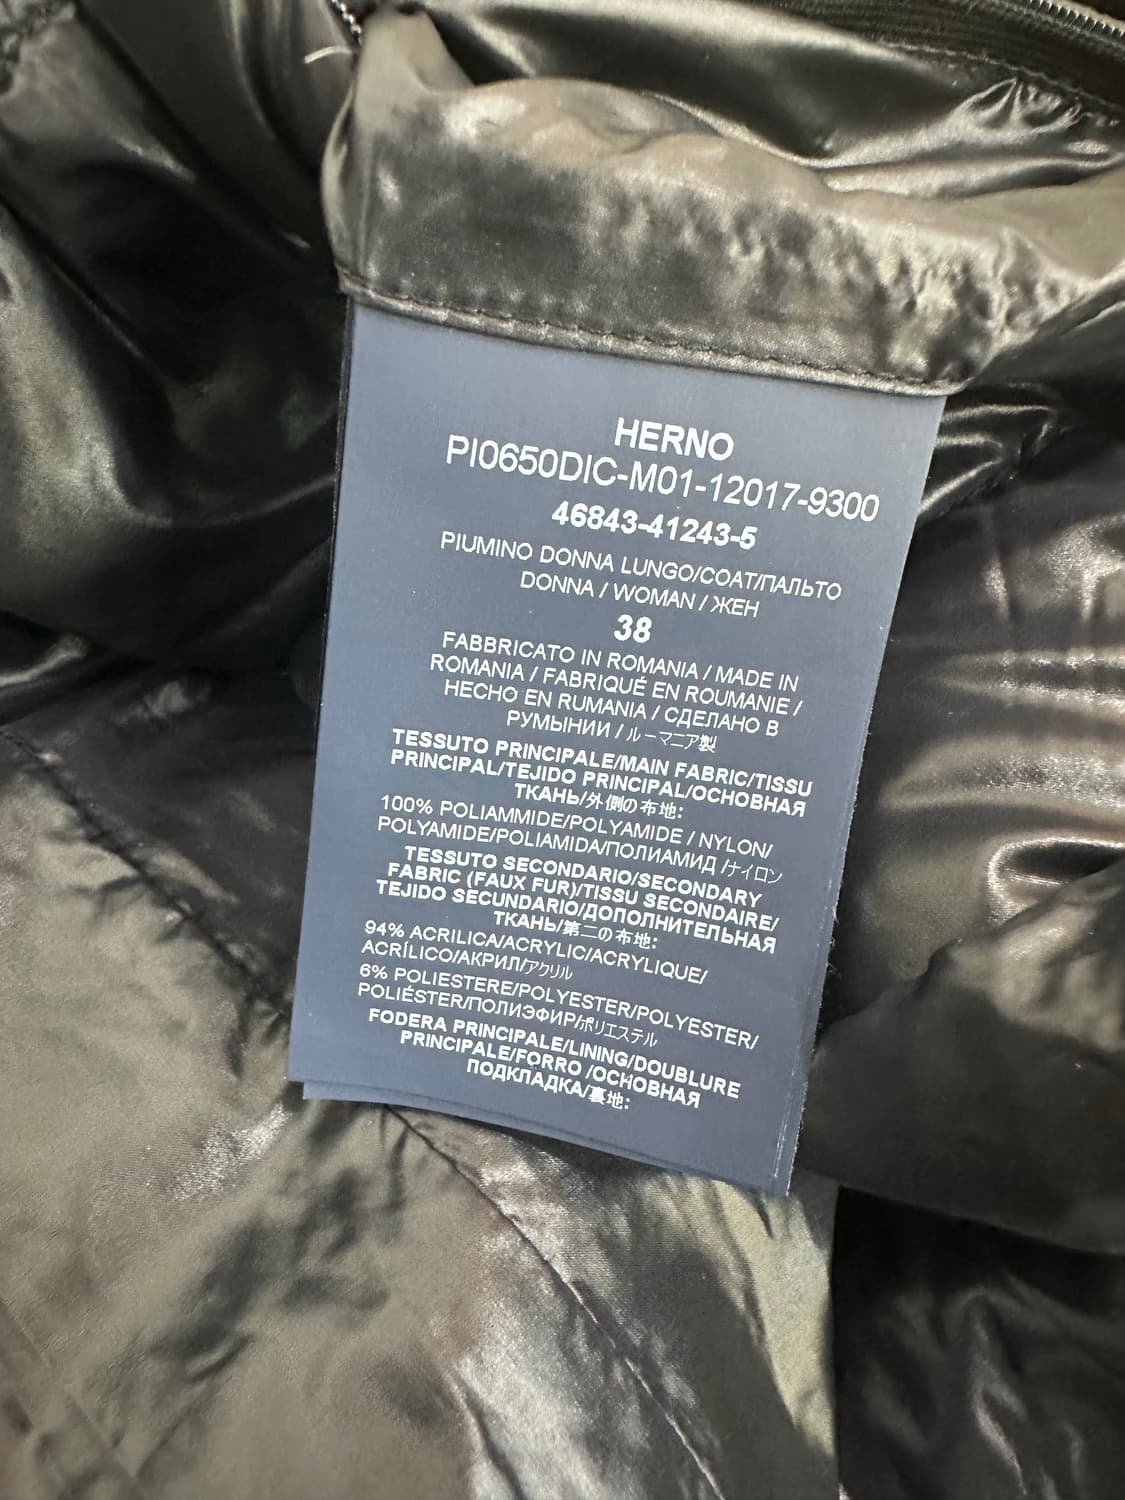 HERNO
PI0650DIC-M01-12017-9300
46843-41243-5
PIUMINO DONNA LUNGO/COAT/ПАЛЬТО
DONNA / WOMAN / ЖЕН
38
FABBRICATO IN ROMANIA / MADE IN
ROMANIA / FABRIQUÉ EN ROUMANIE /
HECHO EN RUMANIA / СДЕЛАНО В
РУМЫНИИ / ルーマニア製
TESSUTO PRINCIPALE/MAIN FABRIC/TISSU
PRINCIPAL/TEJIDO PRINCIPAL/ОСНОВНАЯ
ТКАНЬ/外側の布地:
100% POLIAMMIDE/POLYAMIDE / NYLON/
POLYAMIDE/POLIAMIDA/ПОЛИАМИД /ナイロン
TESSUTO SECONDARIO/SECONDARY
FABRIC (FAUX FUR)/TISSU SECONDAIRE/
TEJIDO SECUNDARIO/ДОПОЛНИТЕЛЬНАЯ
ТКАНЬ/第二の布地:
94% ACRILICA/ACRYLIC/ACRYLIQUE/
ACRÍLICO/АКРИЛ/アクリル
6% POLIESTERE/POLYESTER/POLYESTER/
POLIÉSTER/ПОЛИЭФИР/ポリエステル
FODERA PRINCIPALE/LINING/DOUBLURE
PRINCIPALE/FORRO /ОСНОВНАЯ
ПОДКЛАДКА/裏地: